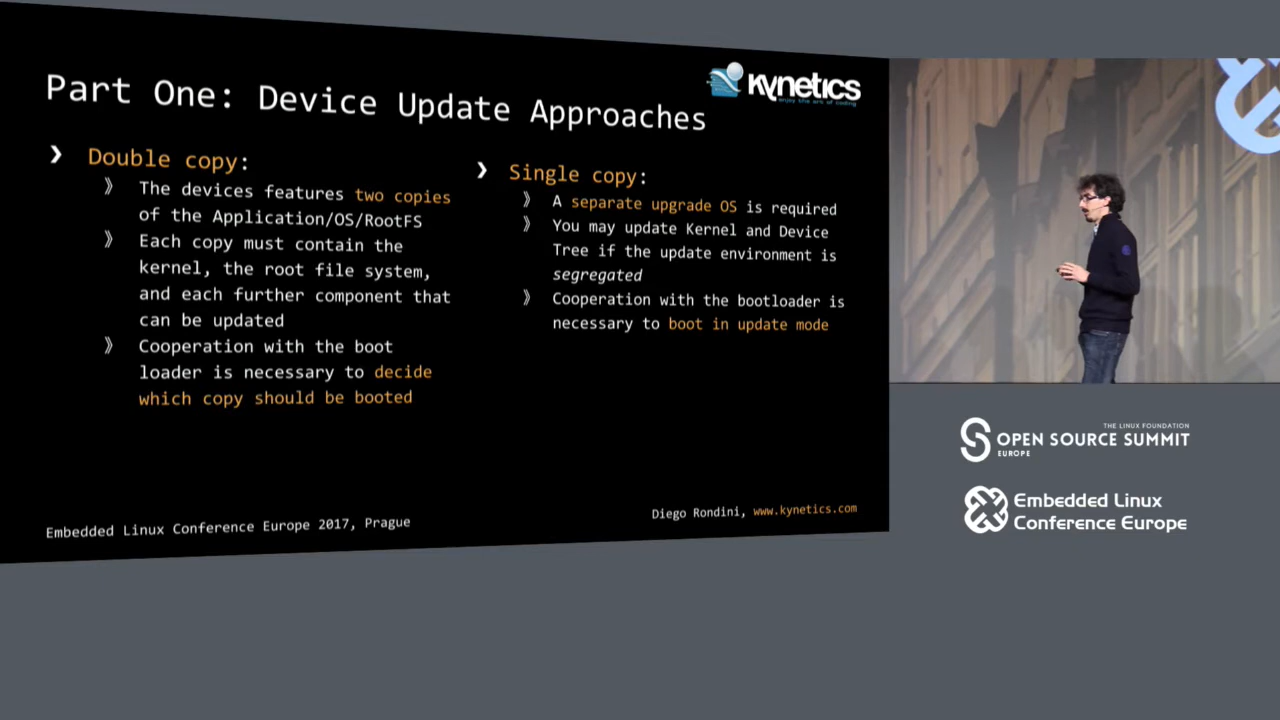 Part One: Device Update Approaches
Kynetics
enjoy the art of coding
❯ Double copy:
》 The devices features two copies
of the Application/OS/RootFS
》 Each copy must contain the
kernel, the root file system,
and each further component that
can be updated
》 Cooperation with the boot
loader is necessary to decide
which copy should be booted
❯ Single copy:
》 A separate upgrade OS is required
》 You may update Kernel and Device
Tree if the update environment is
segregated
》 Cooperation with the bootloader is
necessary to boot in update mode
Embedded Linux Conference Europe 2017, Prague
Diego Rondini, www.kynetics.com
THE LINUX FOUNDATION
OPEN SOURCE SUMMIT
EUROPE
Embedded Linux
Conference Europe